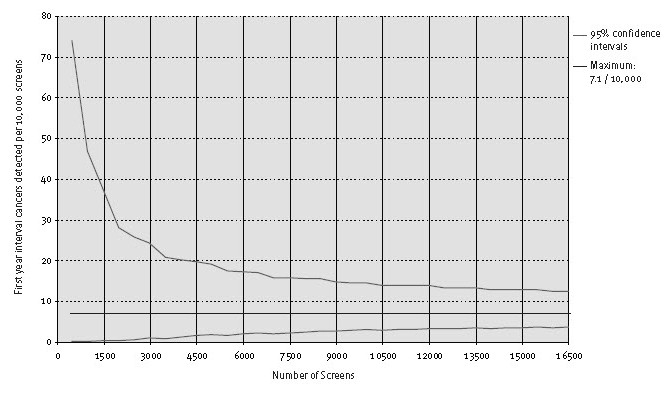 80
70
60
50
40
30
20
10
0
First year interval cancers detected per 10,000 screens
0 1500 3000 4500 6000 7500 9000 10500 12000 13500 15000 16500
Number of Screens
95% confidence
intervals
Maximum:
7.1 / 10,000